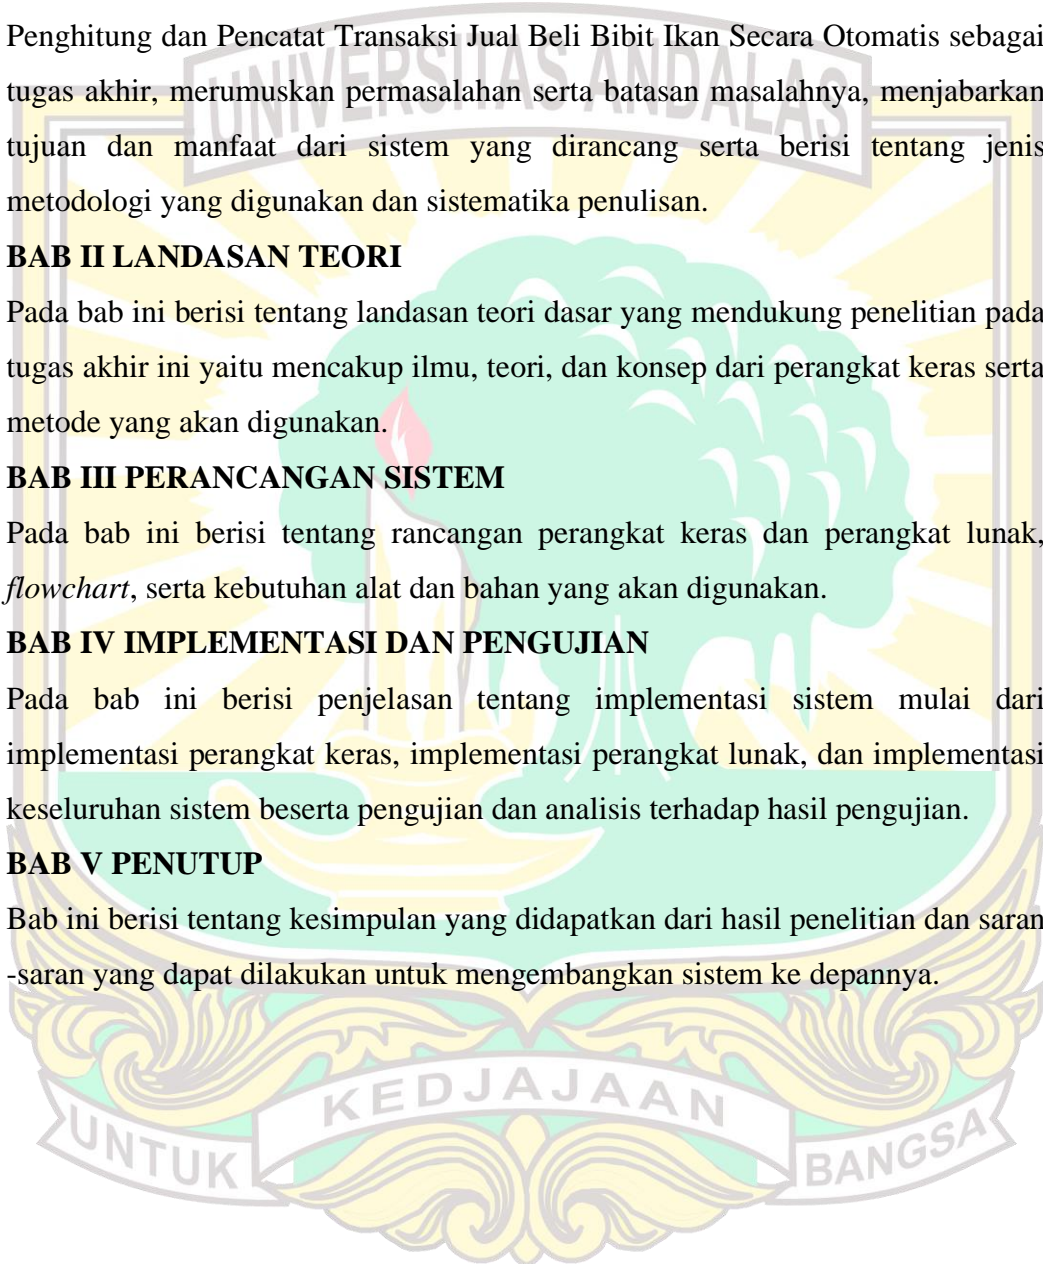 Penghitung dan Pencatat Transaksi Jual Beli Bibit Ikan Secara Otomatis sebagai
UNIVERSITAS ANDALAS
tugas akhir, merumuskan permasalahan serta batasan masalahnya, menjabarkan
tujuan dan manfaat dari sistem yang dirancang serta berisi tentang jenis
metodologi yang digunakan dan sistematika penulisan.
BAB II LANDASAN TEORI
Pada bab ini berisi tentang landasan teori dasar yang mendukung penelitian pada
tugas akhir ini yaitu mencakup ilmu, teori, dan konsep dari perangkat keras serta
metode yang akan digunakan.
BAB III PERANCANGAN SISTEM
Pada bab ini berisi tentang rancangan perangkat keras dan perangkat lunak,
flowchart, serta kebutuhan alat dan bahan yang akan digunakan.
BAB IV IMPLEMENTASI DAN PENGUJIAN
Pada bab ini berisi penjelasan tentang implementasi sistem mulai dari
implementasi perangkat keras, implementasi perangkat lunak, dan implementasi
keseluruhan sistem beserta pengujian dan analisis terhadap hasil pengujian.
BAB V PENUTUP
Bab ini berisi tentang kesimpulan yang didapatkan dari hasil penelitian dan saran
-saran yang dapat dilakukan untuk mengembangkan sistem ke depannya.
UNTUK KEDJAJAAN BANGSA